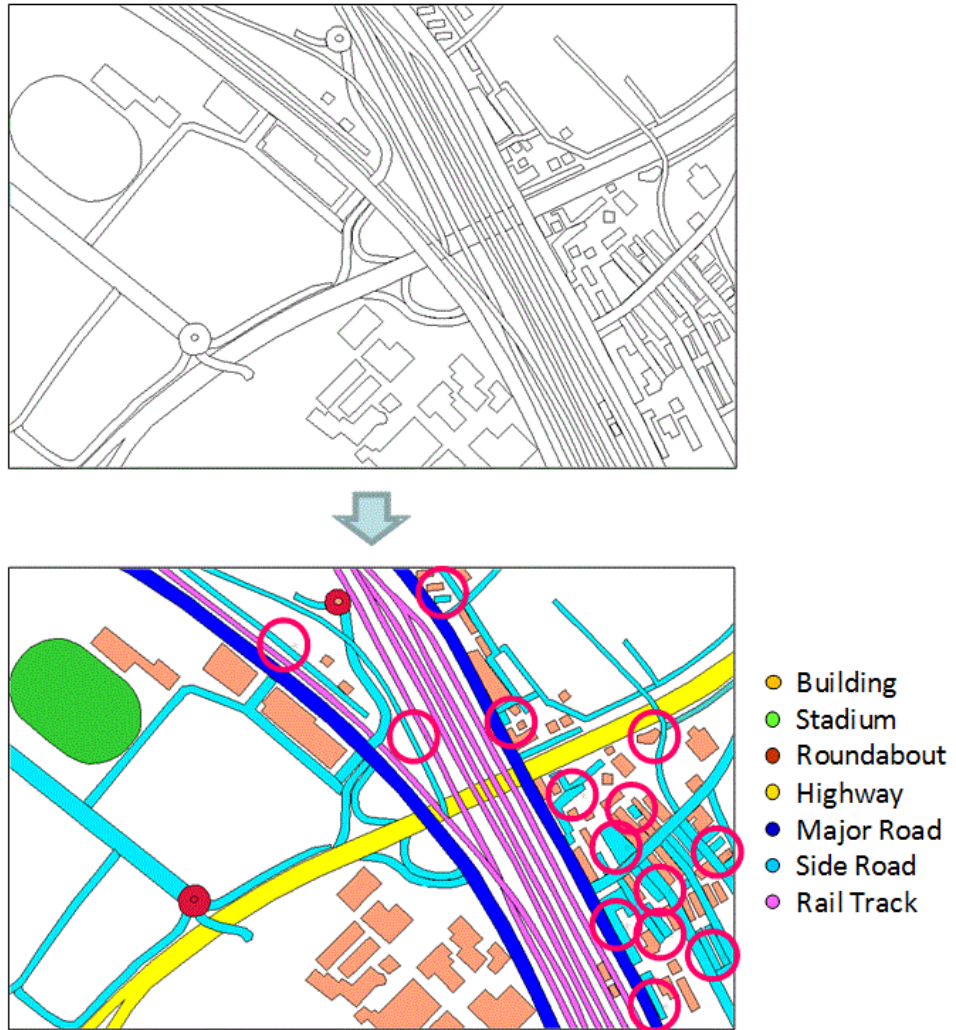 Building
Stadium
Roundabout
Highway
Major Road
Side Road
Rail Track